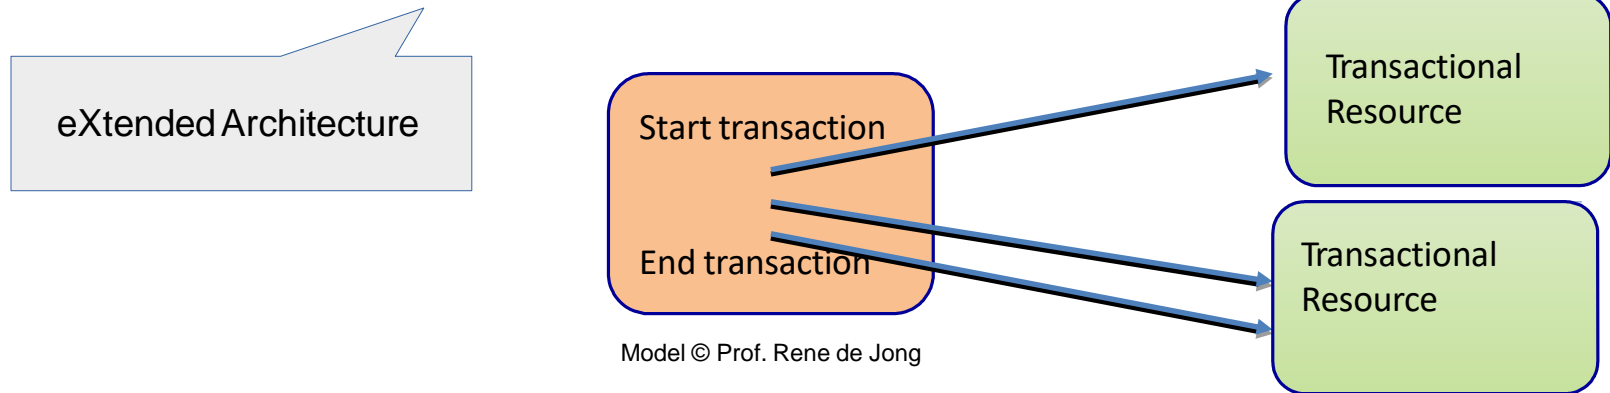 eXtended Architecture
Start transaction
End transaction
Model © Prof. Rene de Jong
Transactional
Resource
Transactional
Resource